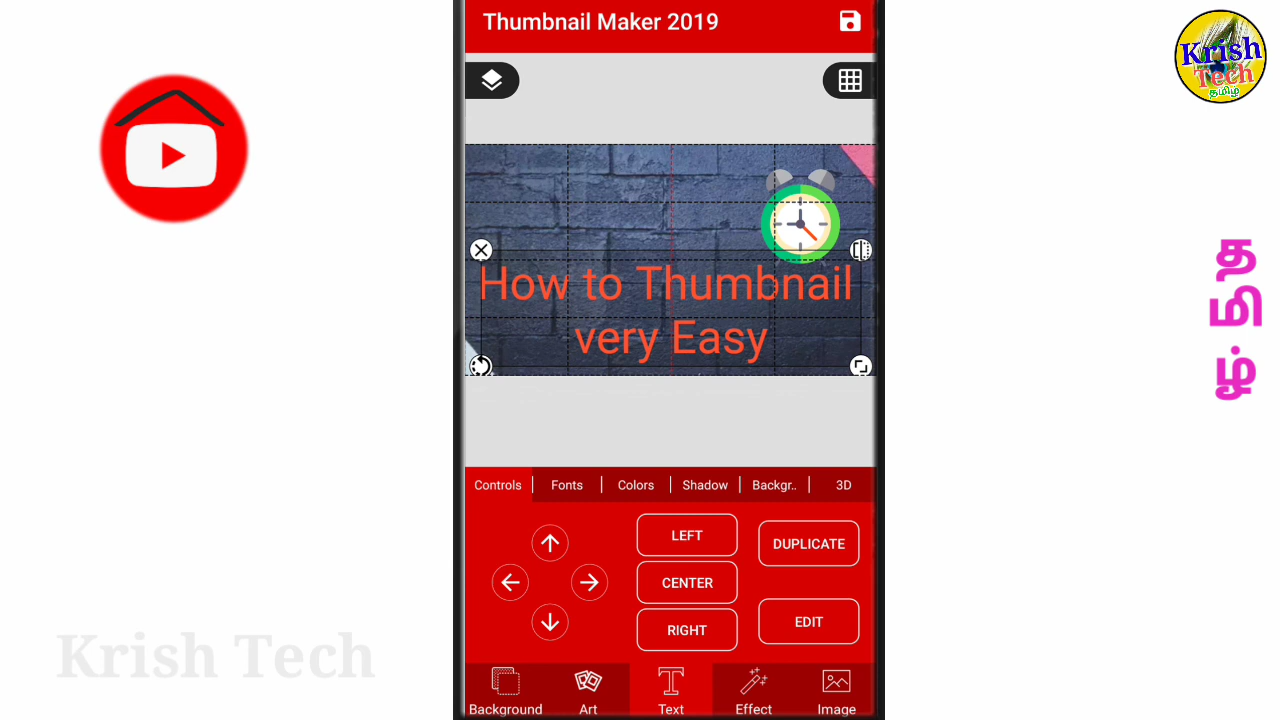 Thumbnail Maker 2019
Krish
Tech
தமிழ்
தமிழ்
How to Thumbnail
very Easy
Controls
Fonts
Colors
Shadow
Backgr..
3D
LEFT
CENTER
RIGHT
DUPLICATE
EDIT
Krish Tech
Background
Art
Text
Effect
Image